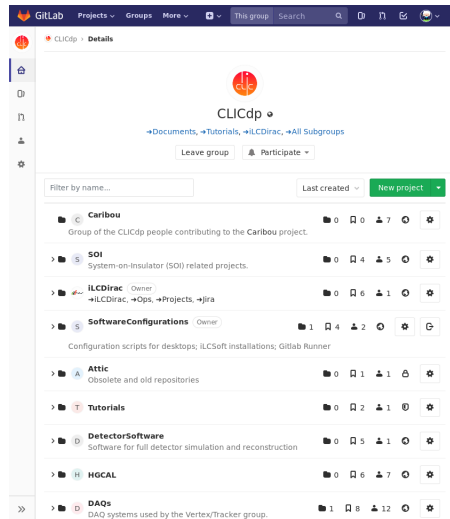 GitLab Projects Groups More This group Search
CLICdp › Details
CLIC
CLICdp
➔Documents, ➔Tutorials, ➔iLCDirac, ➔All Subgroups
Leave group Participate
Filter by name... Last created New project
C Caribou 0 0 7
Group of the CLICdp people contributing to the Caribou project.
S SOI 0 4 5
System-on-Insulator (SOI) related projects.
iLCDirac Owner 0 6 1
➔iLCDirac, ➔Ops, ➔Projects, ➔Jira
S SoftwareConfigurations Owner 1 4 2
Configuration scripts for desktops; iLCSoft installations; Gitlab Runner
A Attic 0 1 1
Obsolete and old repositories
T Tutorials 0 2 1
D DetectorSoftware 0 5 1
Software for full detector simulation and reconstruction
H HGCAL 0 6 7
D DAQs 1 8 12
DAQ systems used by the Vertex/Tracker group.